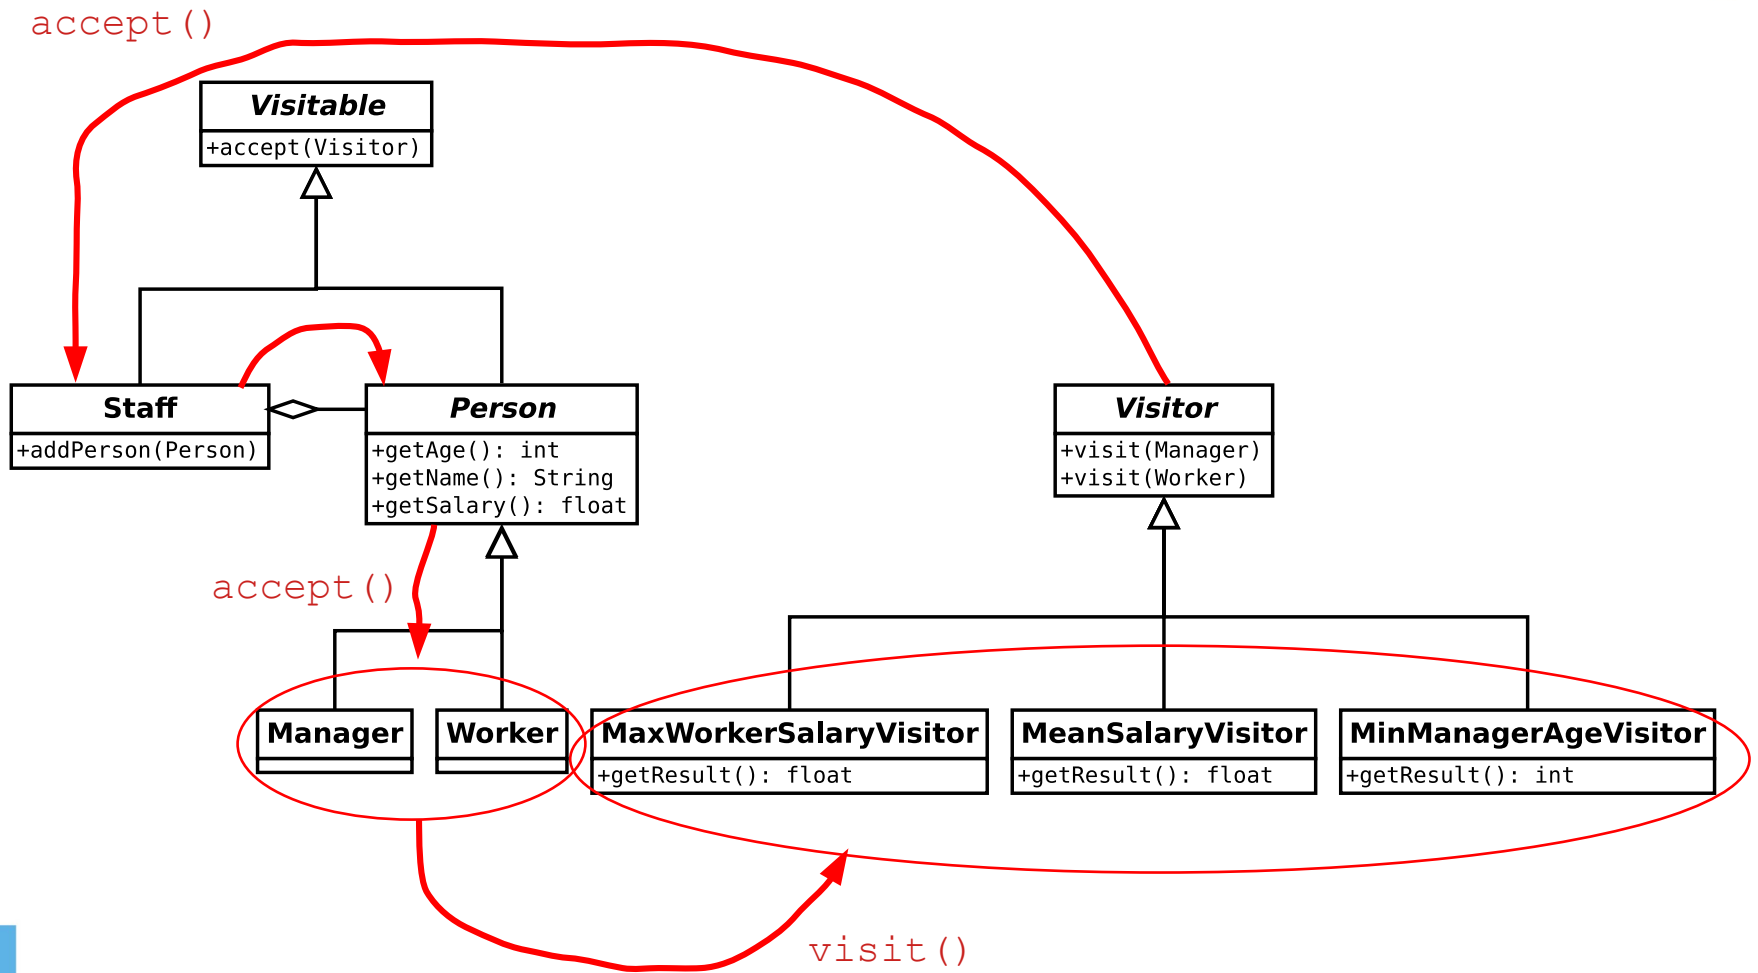 accept()
Visitable
+accept(Visitor)
Staff
+addPerson(Person)
Person
+getAge(): int
+getName(): String
+getSalary(): float
Visitor
+visit(Manager)
+visit(Worker)
accept()
Manager
Worker
MaxWorkerSalaryVisitor
+getResult(): float
MeanSalaryVisitor
+getResult(): float
MinManagerAgeVisitor
+getResult(): int
visit()